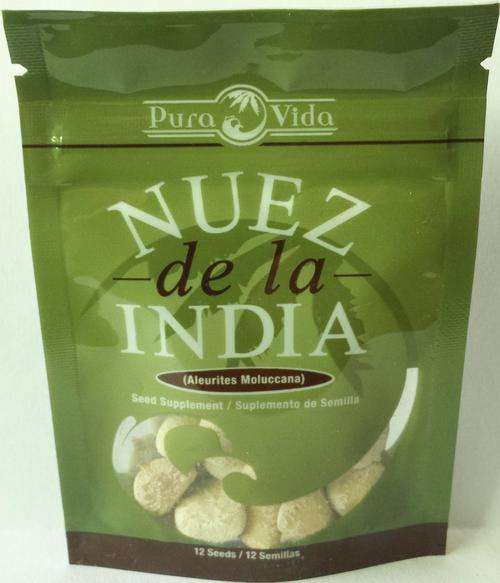 Pura Vida
NUEZ
de la
INDIA
(Aleurites Moluccana)
Seed Supplement / Suplemento de Semilla
12 Seeds / 12 Semillas